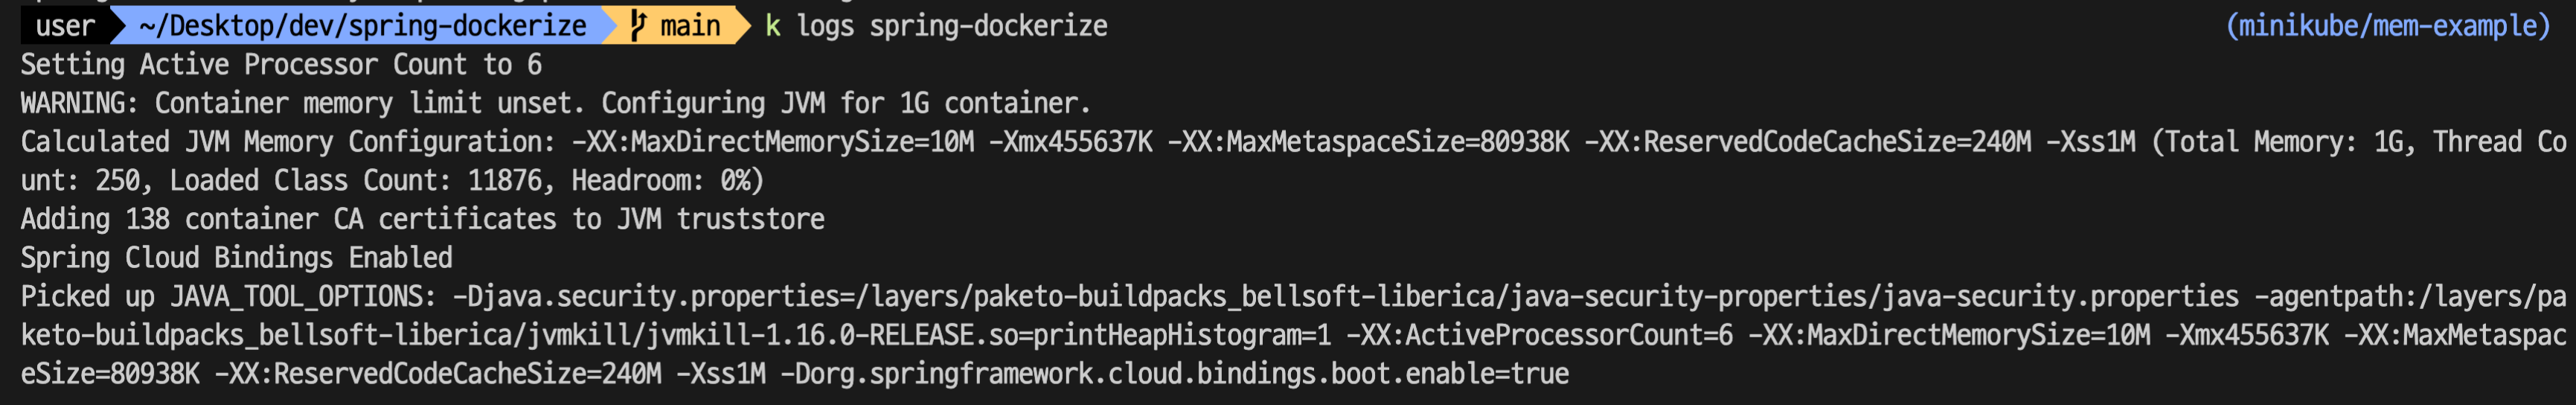 user ~/Desktop/dev/spring-dockerize main k logs spring-dockerize (minikube/mem-example)
Setting Active Processor Count to 6
WARNING: Container memory limit unset. Configuring JVM for 1G container.
Calculated JVM Memory Configuration: -XX:MaxDirectMemorySize=10M -Xmx455637K -XX:MaxMetaspaceSize=80938K -XX:ReservedCodeCacheSize=240M -Xss1M (Total Memory: 1G, Thread Co
unt: 250, Loaded Class Count: 11876, Headroom: 0%)
Adding 138 container CA certificates to JVM truststore
Spring Cloud Bindings Enabled
Picked up JAVA_TOOL_OPTIONS: -Djava.security.properties=/layers/paketo-buildpacks_bellsoft-liberica/java-security-properties/java-security.properties -agentpath:/layers/pa
keto-buildpacks_bellsoft-liberica/jvmkill/jvmkill-1.16.0-RELEASE.so=printHeapHistogram=1 -XX:ActiveProcessorCount=6 -XX:MaxDirectMemorySize=10M -Xmx455637K -XX:MaxMetaspac
eSize=80938K -XX:ReservedCodeCacheSize=240M -Xss1M -Dorg.springframework.cloud.bindings.boot.enable=true